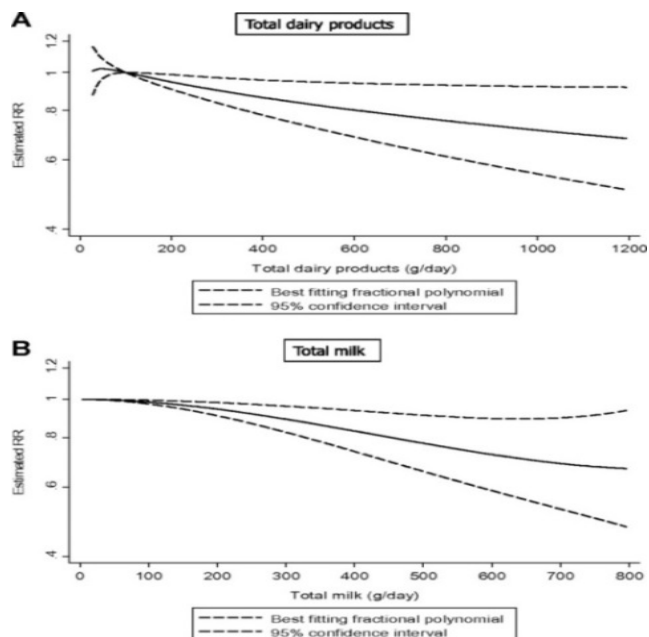 A
Total dairy products
1.2
1
.8
.6
.4
Estimated RR
0 200 400 600 800 1000 1200
Total dairy products (g/day)
Best fitting fractional polynomial
95% confidence interval
B
Total milk
1.2
1
.8
.6
.4
Estimated RR
0 100 200 300 400 500 600 700 800
Total milk (g/day)
Best fitting fractional polynomial
95% confidence interval